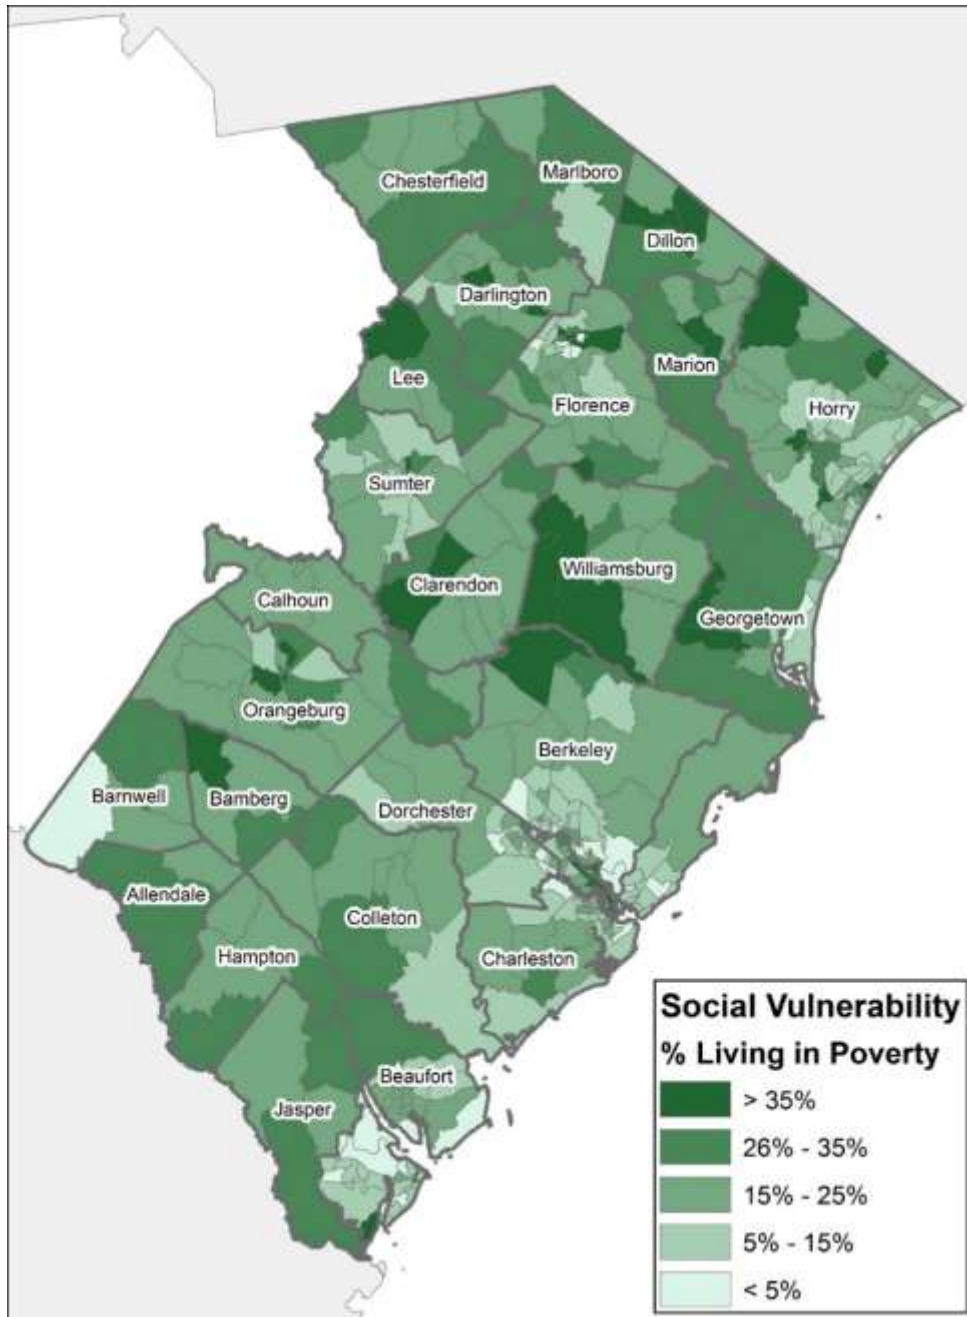 Chesterfield
Marlboro
Dillon
Darlington
Marion
Lee
Florence
Horry
Sumter
Clarendon
Williamsburg
Calhoun
Georgetown
Orangeburg
Berkeley
Barnwell
Bamberg
Dorchester
Allendale
Colleton
Hampton
Charleston
Beaufort
Jasper
Social Vulnerability
% Living in Poverty
> 35%
26% - 35%
15% - 25%
5% - 15%
< 5%